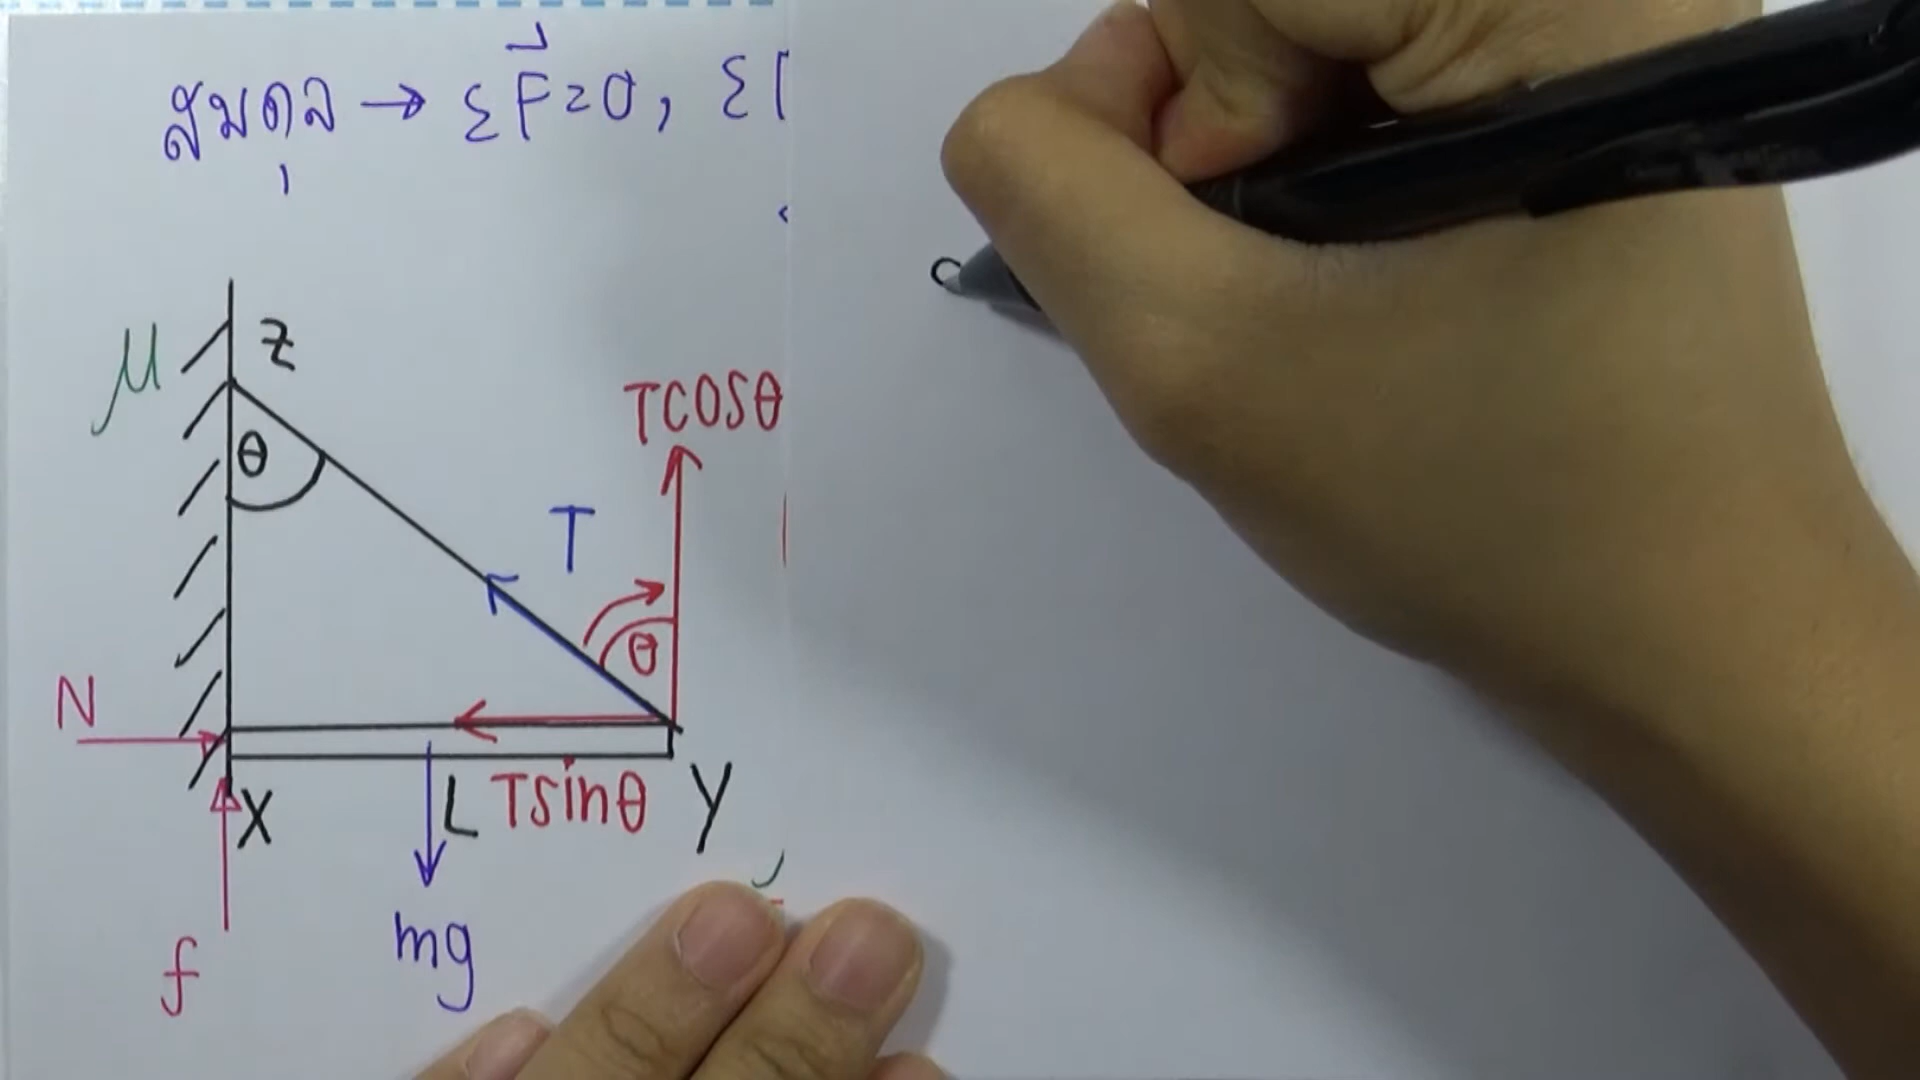 สมดุล → ΣF⃗=0, Σ
μ
Z
θ
Tcosθ
T
θ
N
X
L
Tsinθ
Y
mg
f